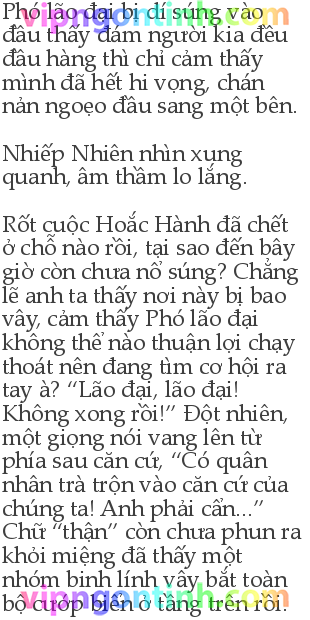 Phó lão đại bị dí súng vào
đầu thấy đám người kia đều
đầu hàng thì chỉ cảm thấy
mình đã hết hi vọng, chán
nản ngoẹo đầu sang một bên.
Nhiếp Nhiên nhìn xung
quanh, âm thầm lo lắng.
Rốt cuộc Hoắc Hành đã chết
ở chỗ nào rồi, tại sao đến bây
giờ còn chưa nổ súng? Chẳng
lẽ anh ta thấy nơi này bị bao
vây, cảm thấy Phó lão đại
không thể nào thuận lợi chạy
thoát nên đang tìm cơ hội ra
tay à? “Lão đại, lão đại!
Không xong rồi!” Đột nhiên,
một giọng nói vang lên từ
phía sau căn cứ, “Có quân
nhân trà trộn vào căn cứ của
chúng ta! Anh phải cẩn...”
Chữ “thận” còn chưa phun ra
khỏi miệng đã thấy một
nhóm binh lính vây bắt toàn
bộ cướp biển ở tầng trên rồi.
vipngontinh.com
vipngontinh.com